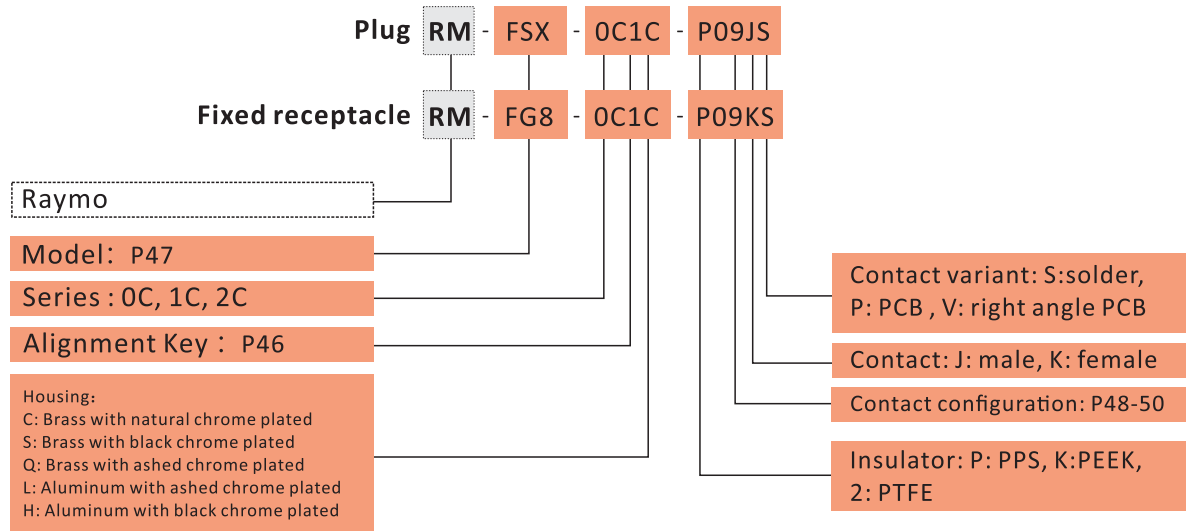 Plug RM - FSX - 0C1C - P09JS
Fixed receptacle RM - FG8 - 0C1C - P09KS
Raymo
Model： P47
Series : 0C, 1C, 2C
Alignment Key： P46
Housing：
C: Brass with natural chrome plated
S: Brass with black chrome plated
Q: Brass with ashed chrome plated
L: Aluminum with ashed chrome plated
H: Aluminum with black chrome plated
Contact variant: S:solder,
P: PCB , V: right angle PCB
Contact: J: male, K: female
Contact configuration: P48-50
Insulator: P: PPS, K:PEEK,
2: PTFE